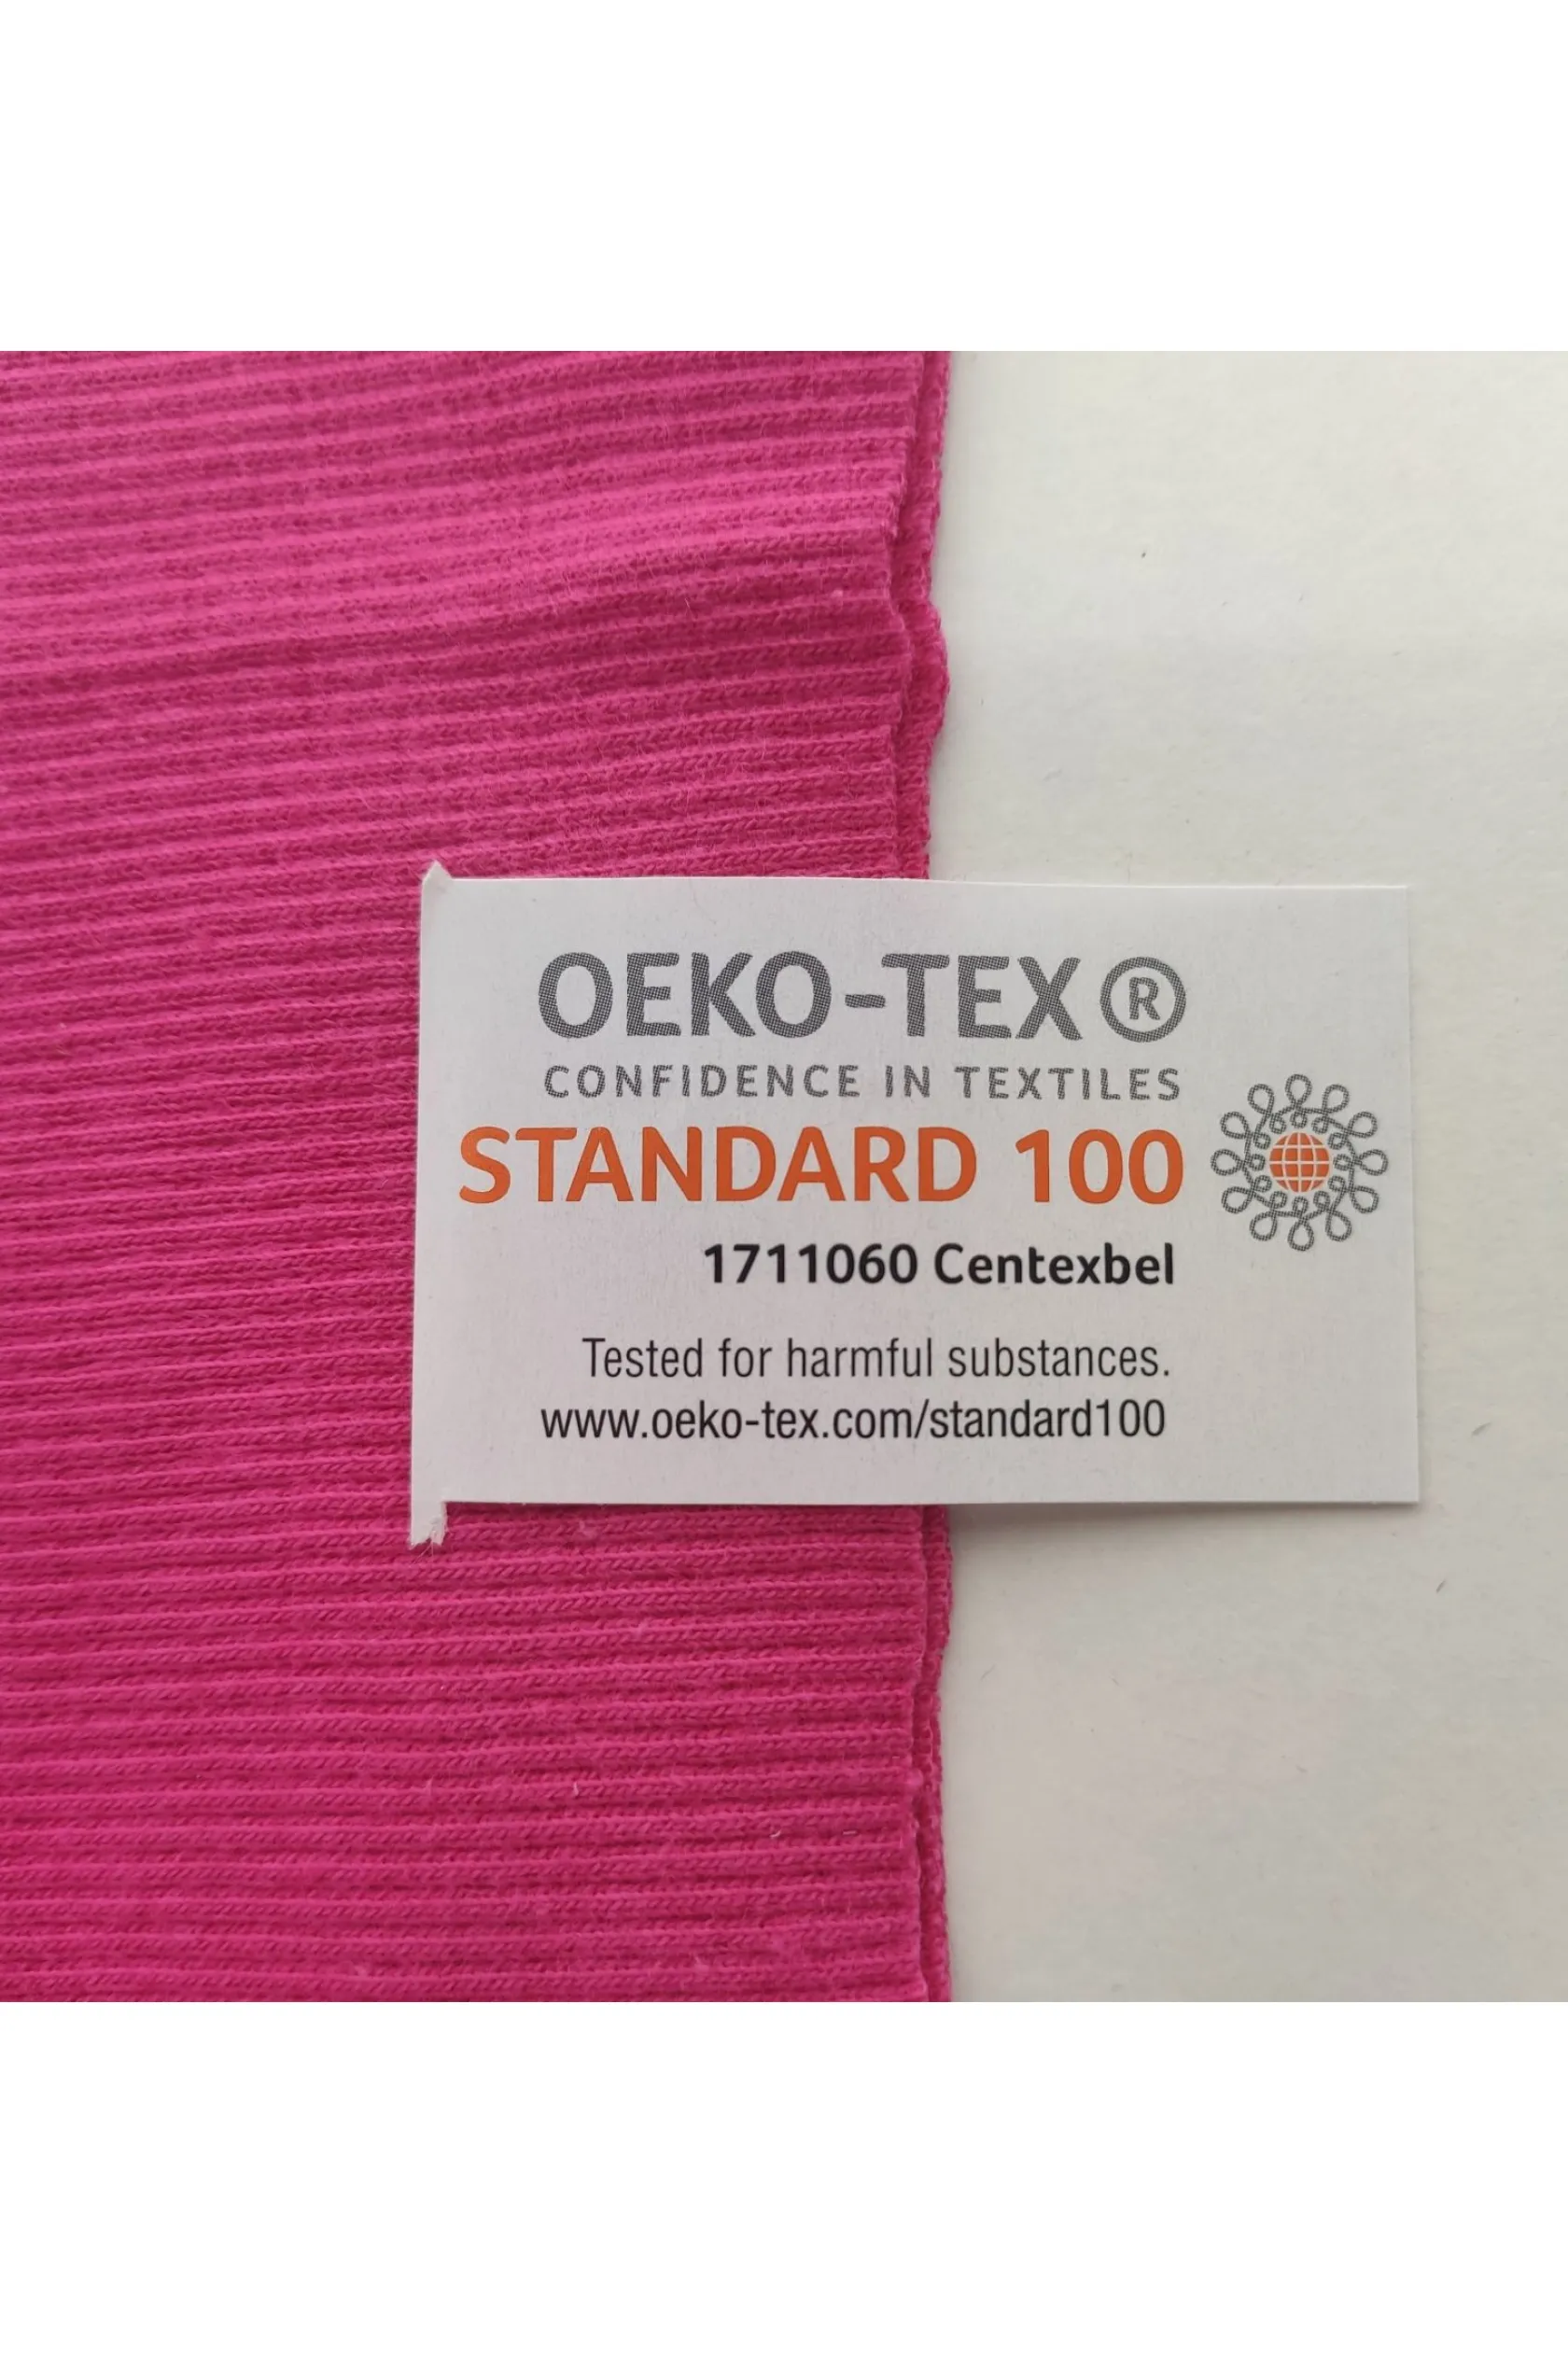 OEKO-TEX®
CONFIDENCE IN TEXTILES
STANDARD 100
1711060 Centexbel
Tested for harmful substances.
www.oeko-tex.com/standard100